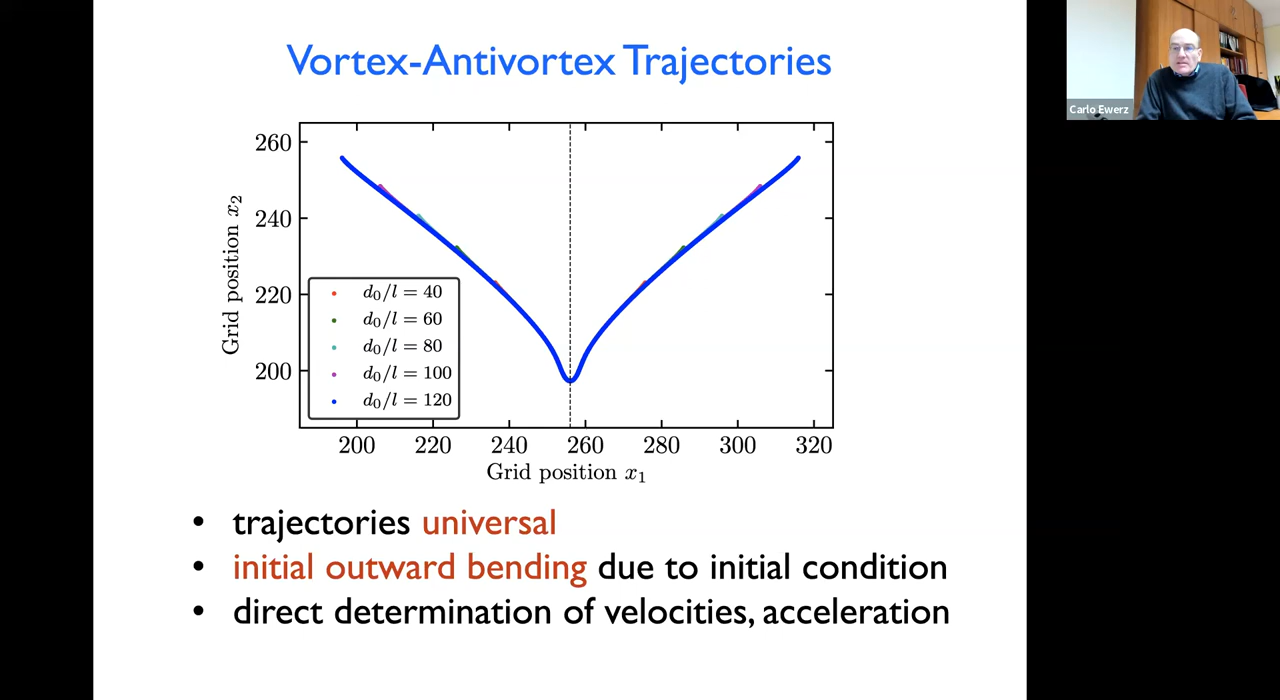 Vortex-Antivortex Trajectories
Carlo Ewerz
260
240
220
200
Grid position x₂
d₀/l = 40
d₀/l = 60
d₀/l = 80
d₀/l = 100
d₀/l = 120
200 220 240 260 280 300 320
Grid position x₁
• trajectories universal
• initial outward bending due to initial condition
• direct determination of velocities, acceleration